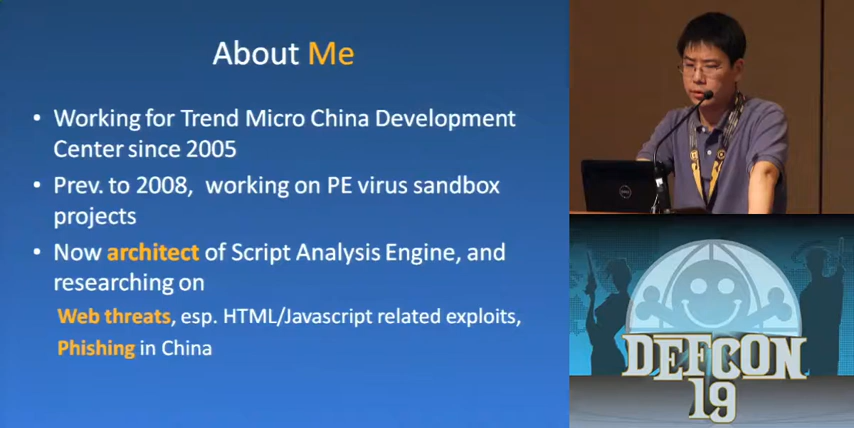 About Me
• Working for Trend Micro China Development
Center since 2005
• Prev. to 2008, working on PE virus sandbox
projects
• Now architect of Script Analysis Engine, and
researching on
Web threats, esp. HTML/Javascript related exploits,
Phishing in China
DELL
DEFCON
19